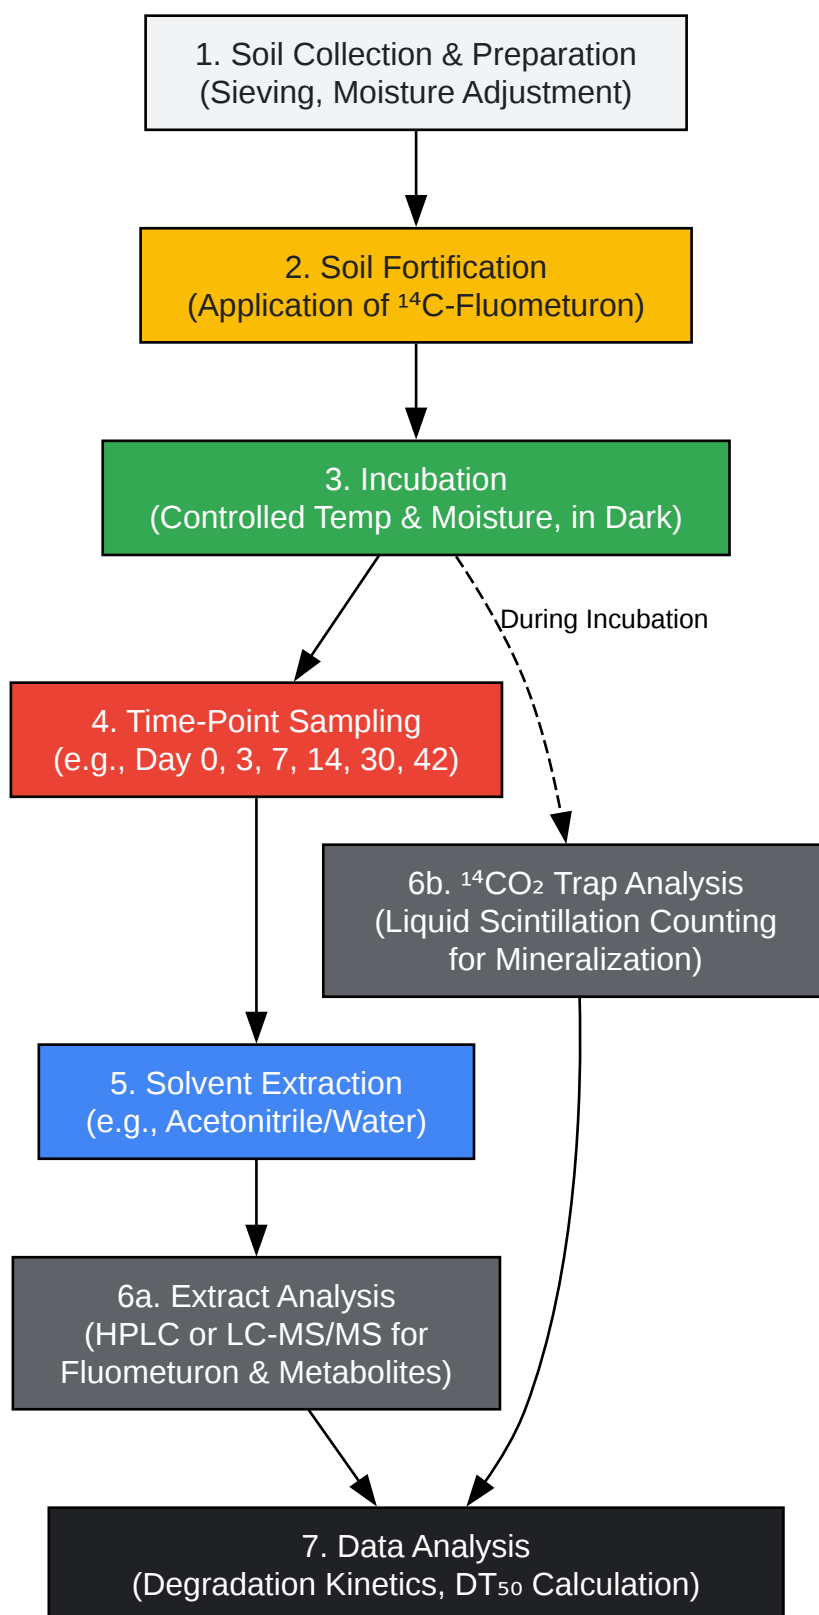 1. Soil Collection & Preparation
(Sieving, Moisture Adjustment)
2. Soil Fortification
(Application of ¹⁴C-Fluometuron)
3. Incubation
(Controlled Temp & Moisture, in Dark)
During Incubation
4. Time-Point Sampling
(e.g., Day 0, 3, 7, 14, 30, 42)
6b. ¹⁴CO₂ Trap Analysis
(Liquid Scintillation Counting
for Mineralization)
5. Solvent Extraction
(e.g., Acetonitrile/Water)
6a. Extract Analysis
(HPLC or LC-MS/MS for
Fluometuron & Metabolites)
7. Data Analysis
(Degradation Kinetics, DT₅₀ Calculation)